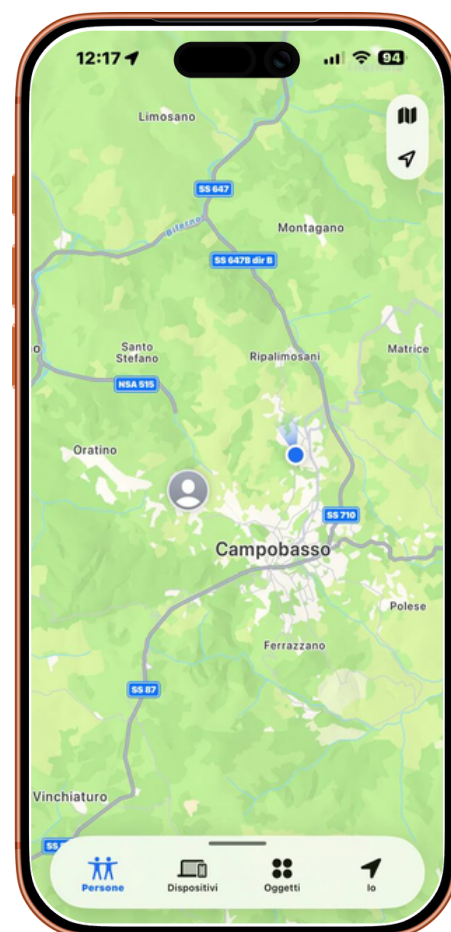 12:17
94
Limosano
SS 647
Biferno
Montagano
SS 647B dir B
Santo
Stefano
Ripalimosani
Matrice
NSA 515
Oratino
SS 710
Campobasso
Polese
Ferrazzano
SS 87
Vinchiaturo
Persone
Dispositivi
Oggetti
Io